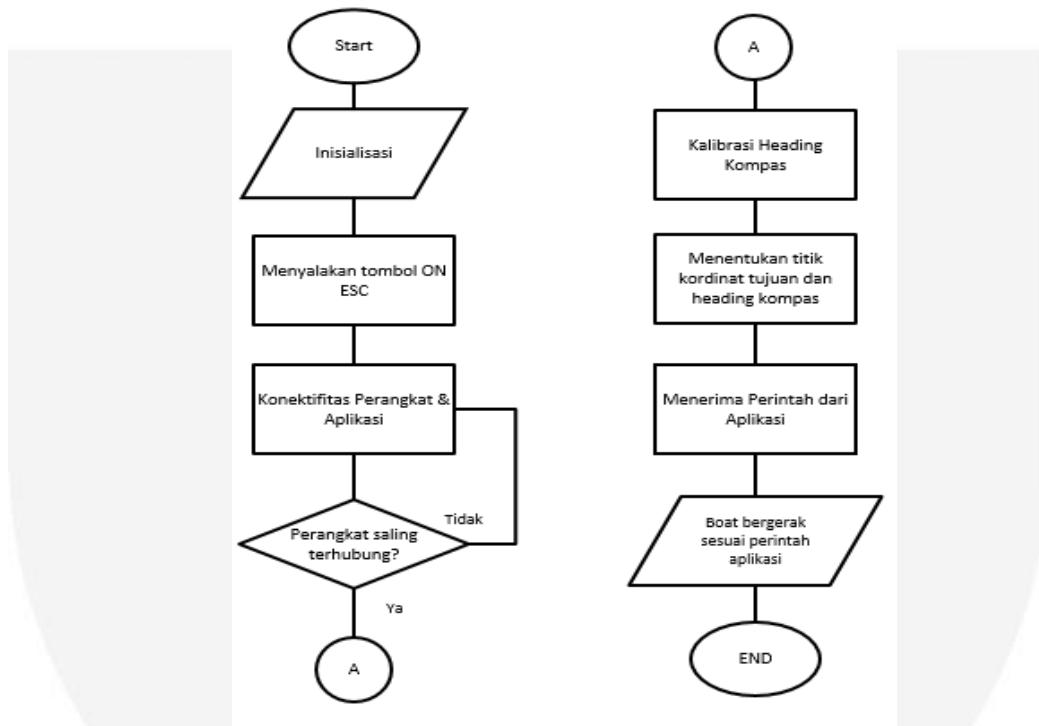 Start
Inisialisasi
Menyalakan tombol ON
ESC
Konektifitas Perangkat &
Aplikasi
Tidak
Perangkat saling
terhubung?
Ya
A
A
Kalibrasi Heading
Kompas
Menentukan titik
kordinat tujuan dan
heading kompas
Menerima Perintah dari
Aplikasi
Boat bergerak
sesuai perintah
aplikasi
END